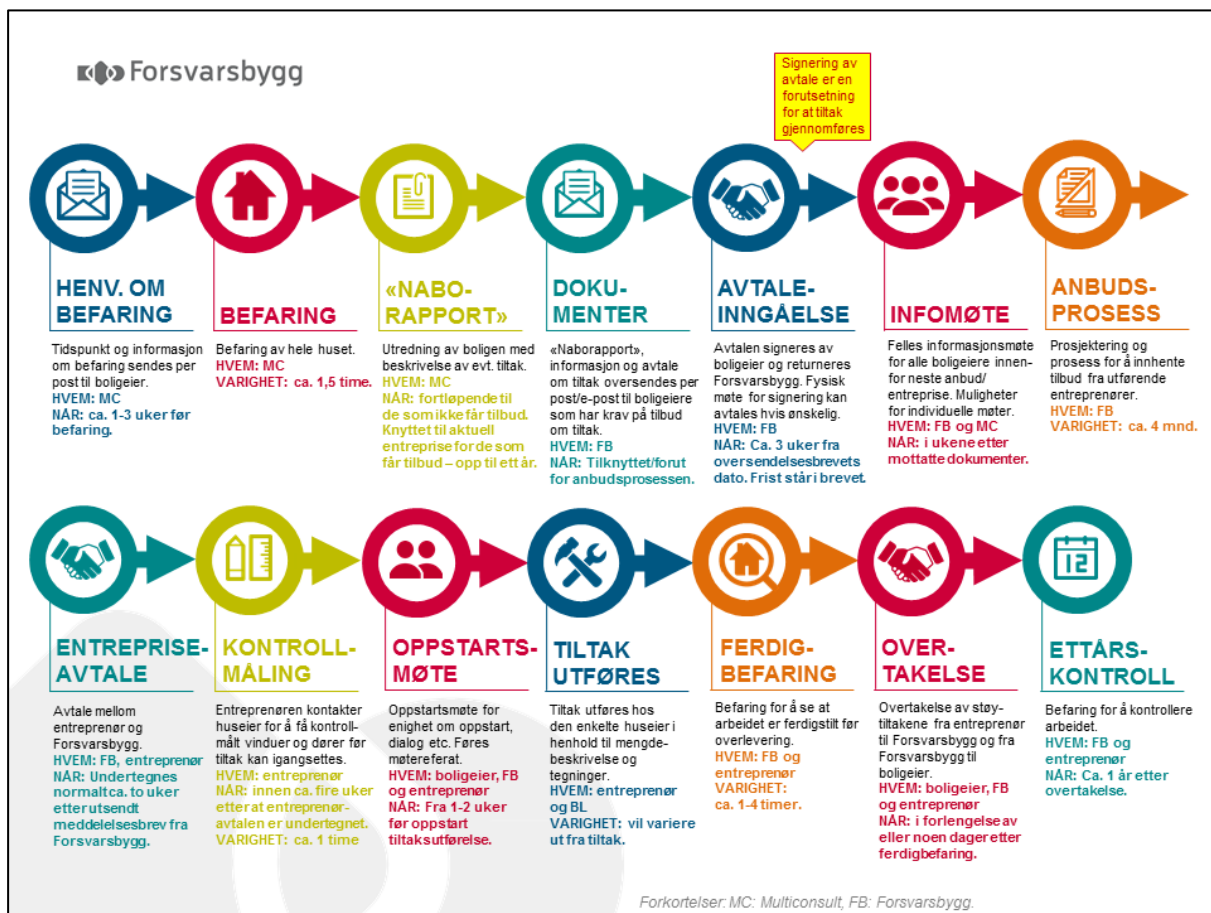 Forsvarsbygg
Signering av
avtale er en
forutsetning
for at tiltak
gjennomføres
HENV. OM
BEFARING
Tidspunkt og informasjon
om befaring sendes per
post til boligeier.
HVEM: MC
NÅR: ca. 1-3 uker før
befaring.
BEFARING
Befaring av hele huset.
HVEM: MC
VARIGHET: ca. 1,5 time.
«NABO-
RAPPORT»
Utredning av boligen med
beskrivelse av evt. tiltak.
HVEM: MC
NÅR: fortløpende til
de som ikke får tilbud.
Knyttet til aktuell
entreprise for de som
får tilbud – opp til ett år.
DOKU-
MENTER
«Naborapport»,
informasjon og avtale
om tiltak oversendes per
post/e-post til boligeiere
som har krav på tilbud
om tiltak.
HVEM: FB
NÅR: Tilknyttet/forut
for anbudsprosessen.
AVTALE-
INNGÅELSE
Avtalen signeres av
boligeier og returneres
Forsvarsbygg. Fysisk
møte for signering kan
avtales hvis ønskelig.
HVEM: FB
NÅR: Ca. 3 uker fra
oversendelsesbrevets
dato. Frist står i brevet.
INFOMØTE
Felles informasjonsmøte
for alle boligeiere innen-
for neste anbud/
entreprise. Muligheter
for individuelle møter.
HVEM: FB og MC
NÅR: i ukene etter
mottatte dokumenter.
ANBUDS-
PROSESS
Prosjektering og
prosess for å innhente
tilbud fra utførende
entreprenører.
HVEM: FB
VARIGHET: ca. 4 mnd.
12
ENTREPRISE-
AVTALE
Avtale mellom
entreprenør og
Forsvarsbygg.
HVEM: FB, entreprenør
NÅR: Undertegnes
normalt ca. to uker
etter utsendt
meddelelsesbrev fra
Forsvarsbygg.
KONTROLL-
MÅLING
Entreprenøren kontakter
huseier for å få kontroll-
målt vinduer og dører før
tiltak kan igangsettes.
HVEM: entreprenør
NÅR: innen ca. fire uker
etter at entreprenør-
avtalen er undertegnet.
VARIGHET: ca. 1 time
OPPSTARTS-
MØTE
Oppstartsmøte for
enighet om oppstart,
dialog etc. Føres
møtereferat.
HVEM: boligeier, FB
og entreprenør
NÅR: Fra 1-2 uker
før oppstart
tiltaksutførelse.
TILTAK
UTFØRES
Tiltak utføres hos
den enkelte huseier i
henhold til mengde-
beskrivelse og
tegninger.
HVEM: entreprenør
og BL
VARIGHET: vil variere
ut fra tiltak.
FERDIG-
BEFARING
Befaring for å se at
arbeidet er ferdigstilt før
overlevering.
HVEM: FB og
entreprenør
VARIGHET:
ca. 1-4 timer.
OVER-
TAKELSE
Overtakelse av støy-
tiltakene fra entreprenør
til Forsvarsbygg og fra
Forsvarsbygg til
boligeier.
HVEM: boligeier, FB
og entreprenør
NÅR: i forlengelse av
eller noen dager etter
ferdigbefaring.
ETTÅRS-
KONTROLL
Befaring for å kontrollere
arbeidet.
HVEM: FB og
entreprenør
NÅR: Ca. 1 år etter
overtakelse.
Forkortelser: MC: Multiconsult, FB: Forsvarsbygg.